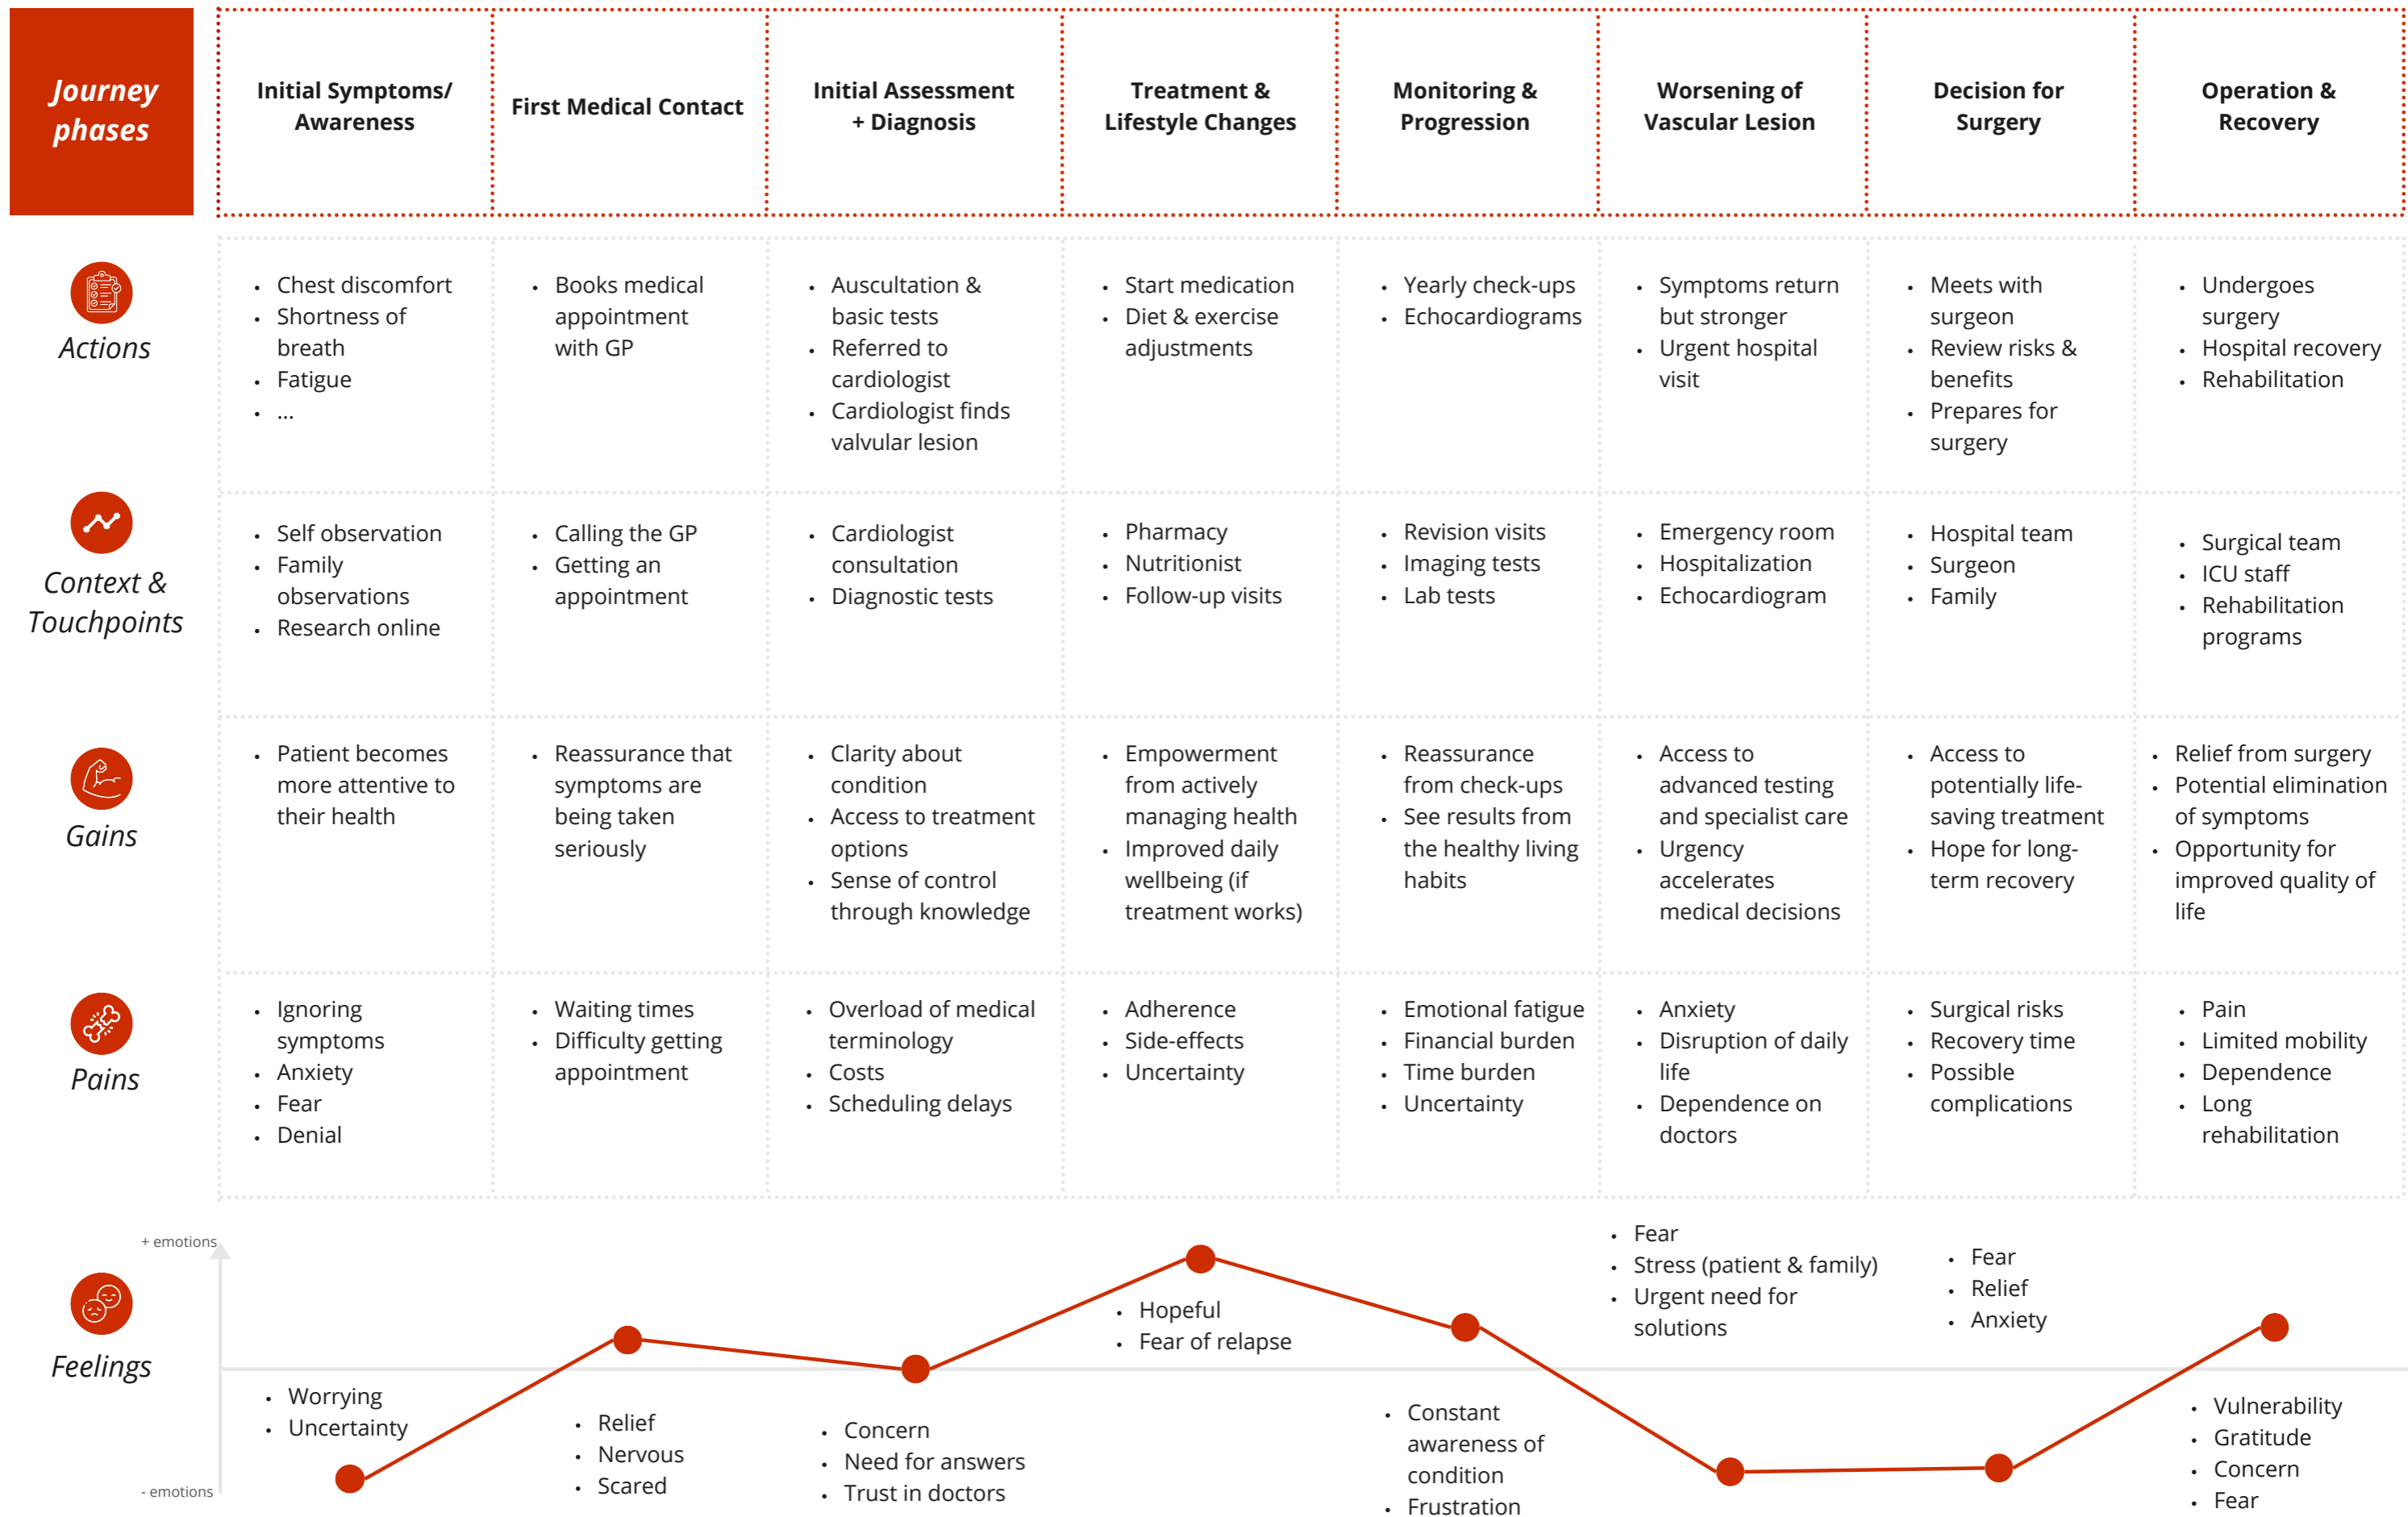 Journey
phases
Initial Symptoms/
Awareness
First Medical Contact
Initial Assessment
+ Diagnosis
Treatment &
Lifestyle Changes
Monitoring &
Progression
Worsening of
Vascular Lesion
Decision for
Surgery
Operation &
Recovery
Actions
• Chest discomfort
• Shortness of
breath
• Fatigue
• ...
• Books medical
appointment
with GP
• Auscultation &
basic tests
• Referred to
cardiologist
• Cardiologist finds
valvular lesion
• Start medication
• Diet & exercise
adjustments
• Yearly check-ups
• Echocardiograms
• Symptoms return
but stronger
• Urgent hospital
visit
• Meets with
surgeon
• Review risks &
benefits
• Prepares for
surgery
• Undergoes
surgery
• Hospital recovery
• Rehabilitation
Context &
Touchpoints
• Self observation
• Family
observations
• Research online
• Calling the GP
• Getting an
appointment
• Cardiologist
consultation
• Diagnostic tests
• Pharmacy
• Nutritionist
• Follow-up visits
• Revision visits
• Imaging tests
• Lab tests
• Emergency room
• Hospitalization
• Echocardiogram
• Hospital team
• Surgeon
• Family
• Surgical team
• ICU staff
• Rehabilitation
programs
Gains
• Patient becomes
more attentive to
their health
• Reassurance that
symptoms are
being taken
seriously
• Clarity about
condition
• Access to treatment
options
• Sense of control
through knowledge
• Empowerment
from actively
managing health
• Improved daily
wellbeing (if
treatment works)
• Reassurance
from check-ups
• See results from
the healthy living
habits
• Access to
advanced testing
and specialist care
• Urgency
accelerates
medical decisions
• Access to
potentially life-
saving treatment
• Hope for long-
term recovery
• Relief from surgery
• Potential elimination
of symptoms
• Opportunity for
improved quality of
life
Pains
• Ignoring
symptoms
• Anxiety
• Fear
• Denial
• Waiting times
• Difficulty getting
appointment
• Overload of medical
terminology
• Costs
• Scheduling delays
• Adherence
• Side-effects
• Uncertainty
• Emotional fatigue
• Financial burden
• Time burden
• Uncertainty
• Anxiety
• Disruption of daily
life
• Dependence on
doctors
• Surgical risks
• Recovery time
• Possible
complications
• Pain
• Limited mobility
• Dependence
• Long
rehabilitation
Feelings
+ emotions
- emotions
• Worrying
• Uncertainty
• Relief
• Nervous
• Scared
• Concern
• Need for answers
• Trust in doctors
• Hopeful
• Fear of relapse
• Constant
awareness of
condition
• Frustration
• Fear
• Stress (patient & family)
• Urgent need for
solutions
• Fear
• Relief
• Anxiety
• Vulnerability
• Gratitude
• Concern
• Fear